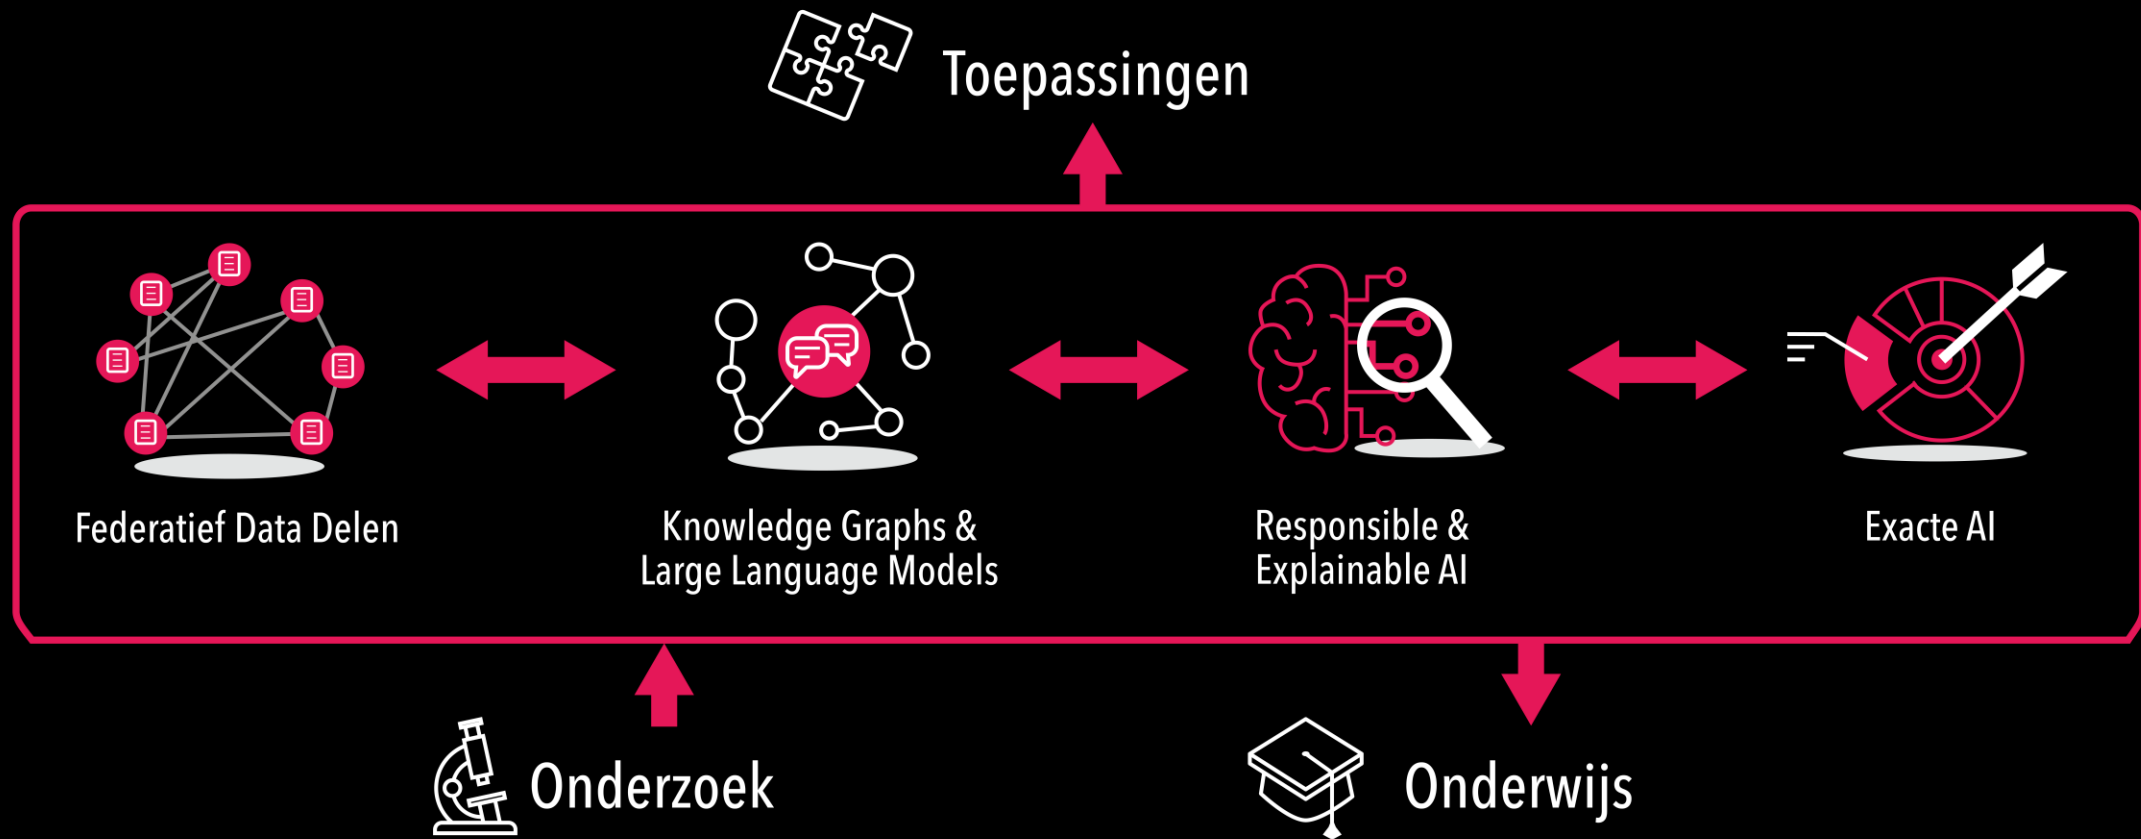 Toepassingen
Federatief Data Delen
Knowledge Graphs &
Large Language Models
Responsible &
Explainable AI
Exacte AI
Onderzoek
Onderwijs